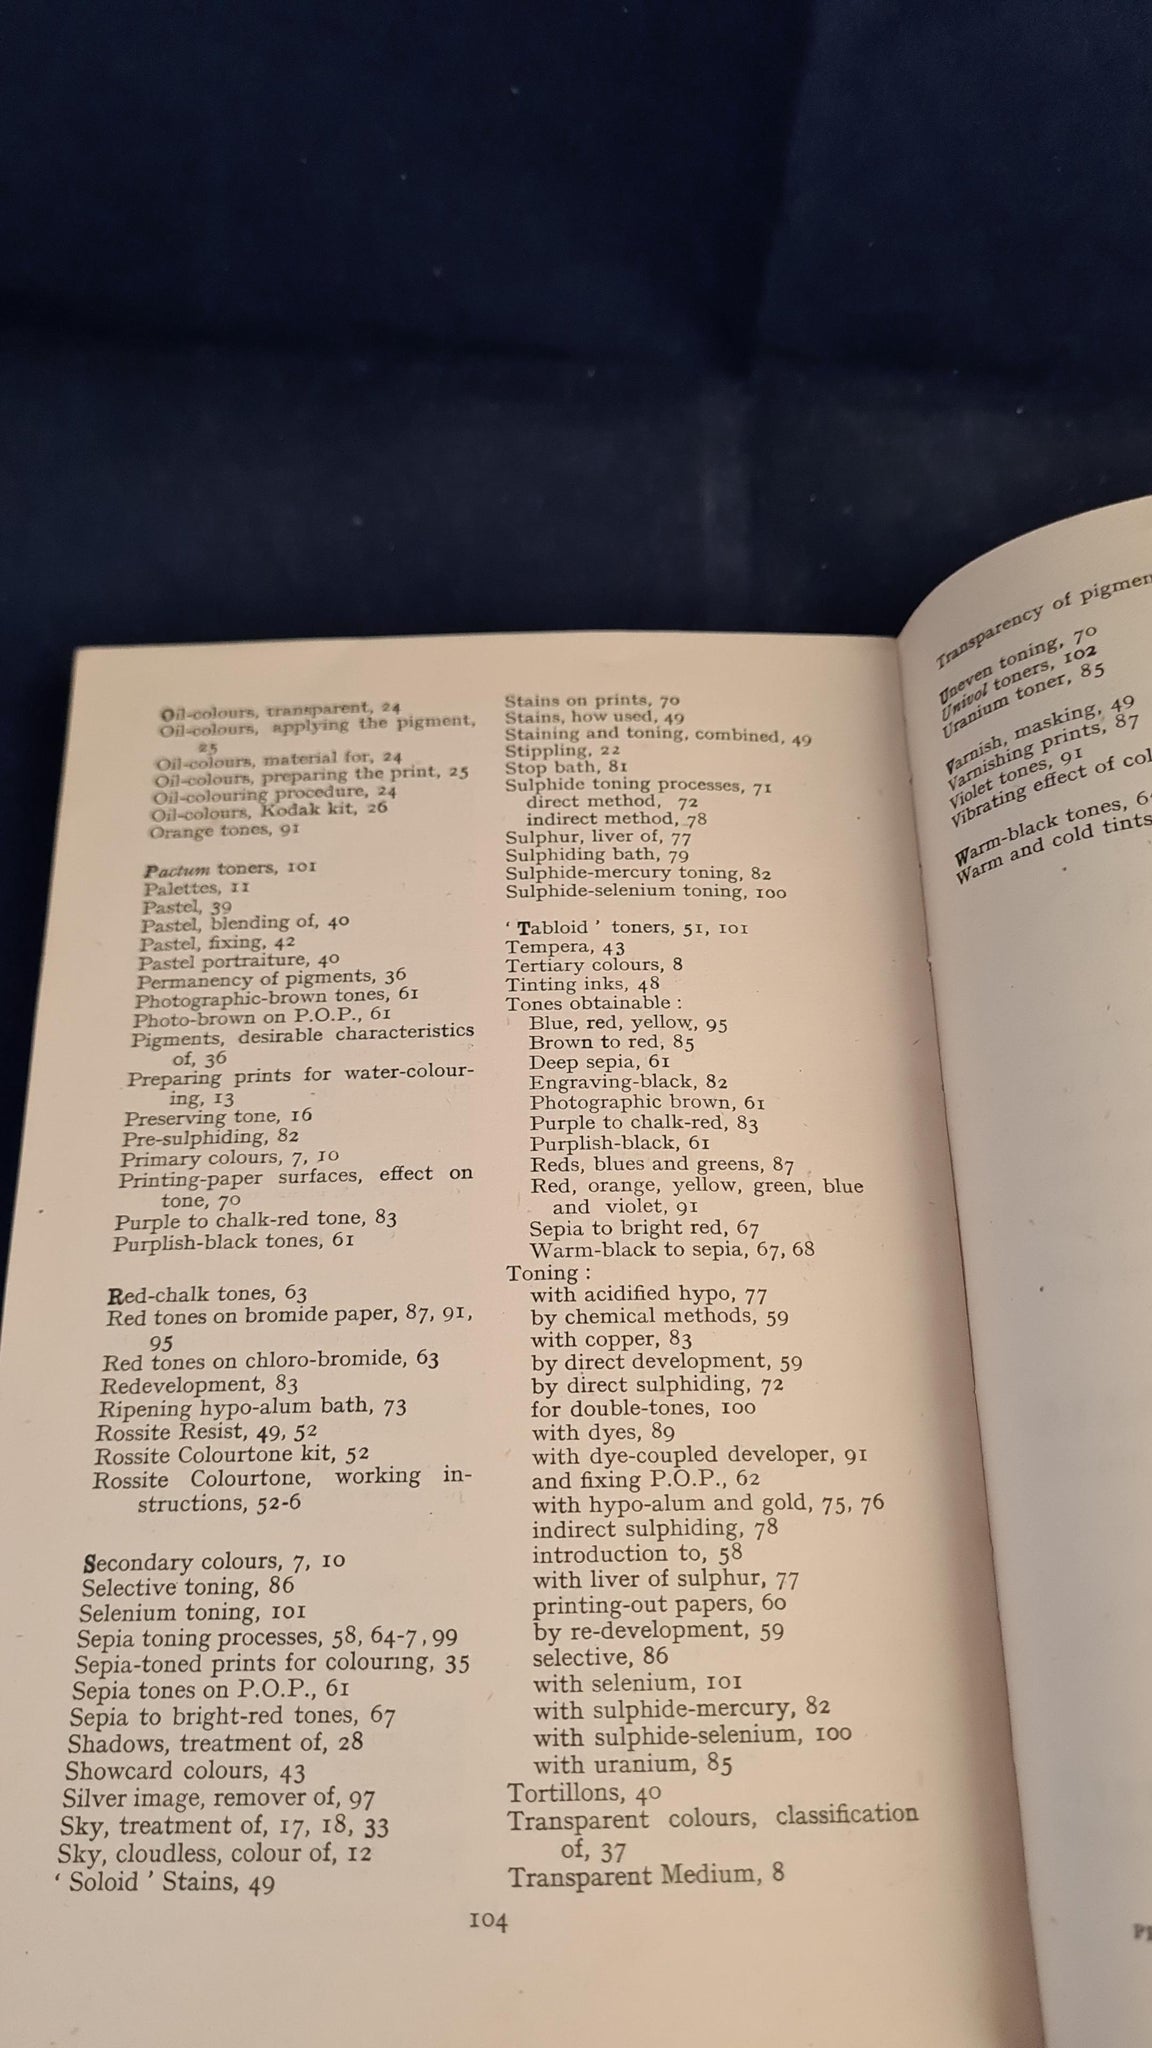 Oil-colours, transparent, 24
Oil-colours, applying the pigment,
25
Oil-colours, material for, 24
Oil-colours, preparing the print, 25
Oil-colouring procedure, 24
Oil-colours, Kodak kit, 26
Orange tones, 91
Pactum toners, 101
Palettes, 11
Pastel, 39
Pastel, blending of, 40
Pastel, fixing, 42
Pastel portraiture, 40
Permanency of pigments, 36
Photographic-brown tones, 61
Photo-brown on P.O.P., 61
Pigments, desirable characteristics
of, 36
Preparing prints for water-colour-
ing, 13
Preserving tone, 16
Pre-sulphiding, 82
Primary colours, 7, 10
Printing-paper surfaces, effect on
tone, 70
Purple to chalk-red tone, 83
Purplish-black tones, 61
Red-chalk tones, 63
Red tones on bromide paper, 87, 91,
95
Red tones on chloro-bromide, 63
Redevelopment, 83
Ripening hypo-alum bath, 73
Rossite Resist, 49, 52
Rossite Colourtone kit, 52
Rossite Colourtone, working in-
structions, 52-6
Secondary colours, 7, 10
Selective toning, 86
Selenium toning, 101
Sepia toning processes, 58, 64-7, 99
Sepia-toned prints for colouring, 35
Sepia tones on P.O.P., 61
Sepia to bright-red tones, 67
Shadows, treatment of, 28
Showcard colours, 43
Silver image, remover of, 97
Sky, treatment of, 17, 18, 33
Sky, cloudless, colour of, 12
‘ Soloid ’ Stains, 49
Stains on prints, 70
Stains, how used, 49
Staining and toning, combined, 49
Stippling, 22
Stop bath, 81
Sulphide toning processes, 71
direct method, 72
indirect method, 78
Sulphur, liver of, 77
Sulphiding bath, 79
Sulphide-mercury toning, 82
Sulphide-selenium toning, 100
‘ Tabloid ’ toners, 51, 101
Tempera, 43
Tertiary colours, 8
Tinting inks, 48
Tones obtainable :
Blue, red, yellow, 95
Brown to red, 85
Deep sepia, 61
Engraving-black, 82
Photographic brown, 61
Purple to chalk-red, 83
Purplish-black, 61
Reds, blues and greens, 87
Red, orange, yellow, green, blue
and violet, 91
Sepia to bright red, 67
Warm-black to sepia, 67, 68
Toning :
with acidified hypo, 77
by chemical methods, 59
with copper, 83
by direct development, 59
by direct sulphiding, 72
for double-tones, 100
with dyes, 89
with dye-coupled developer, 91
and fixing P.O.P., 62
with hypo-alum and gold, 75, 76
indirect sulphiding, 78
introduction to, 58
with liver of sulphur, 77
printing-out papers, 60
by re-development, 59
selective, 86
with selenium, 101
with sulphide-mercury, 82
with sulphide-selenium, 100
with uranium, 85
Tortillons, 40
Transparent colours, classification
of, 37
Transparent Medium, 8
104
Transparency of pigmen
Uneven toning, 70
Univol toners, 102
Uranium toner, 85
Varnish, masking, 49
Varnishing prints, 87
Violet tones, 91
Vibrating effect of col
Warm-black tones, 6
Warm and cold tints